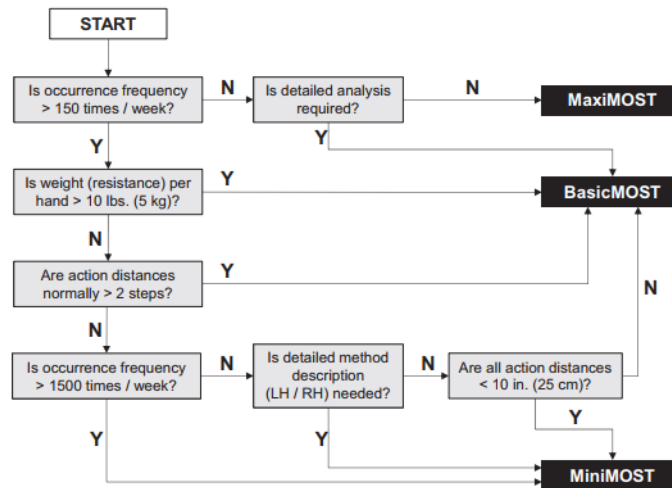 START
Is occurrence frequency
> 150 times / week?
N
Is detailed analysis
required?
N
MaxiMOST
Y
Y
Is weight (resistance) per
hand > 10 lbs. (5 kg)?
Y
BasicMOST
N
Are action distances
normally > 2 steps?
Y
N
N
Is occurrence frequency
> 1500 times / week?
N
Is detailed method
description
(LH / RH) needed?
N
Are all action distances
< 10 in. (25 cm)?
Y
Y
Y
MiniMOST